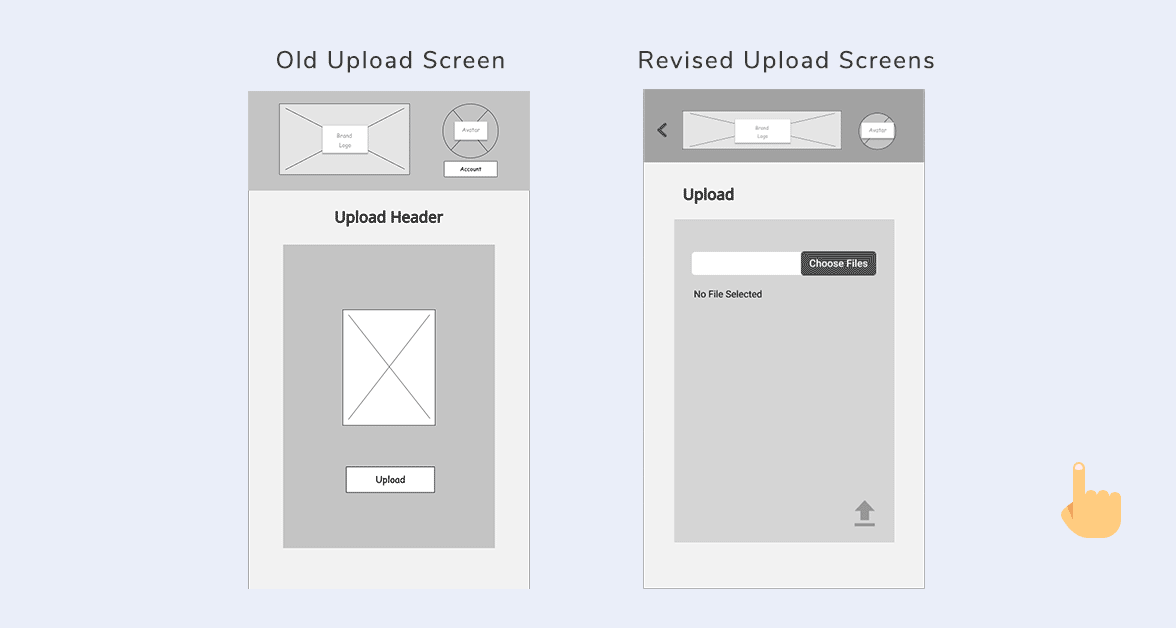 Old Upload Screen
Revised Upload Screens
Brand
Logo
Avatar
Account
Upload Header
Upload
Brand
Logo
Avatar
Upload
Choose Files
No File Selected